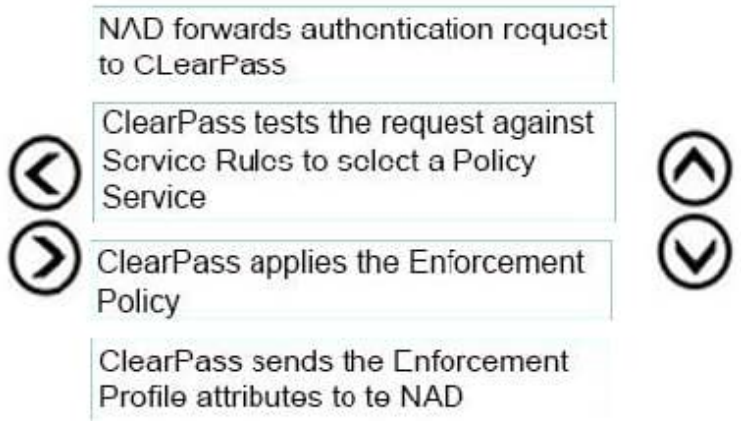 NAD forwards authentication request
to CLearPass
ClearPass tests the request against
Service Rules to select a Policy
Service
ClearPass applies the Enforcement
Policy
ClearPass sends the Enforcement
Profile attributes to te NAD